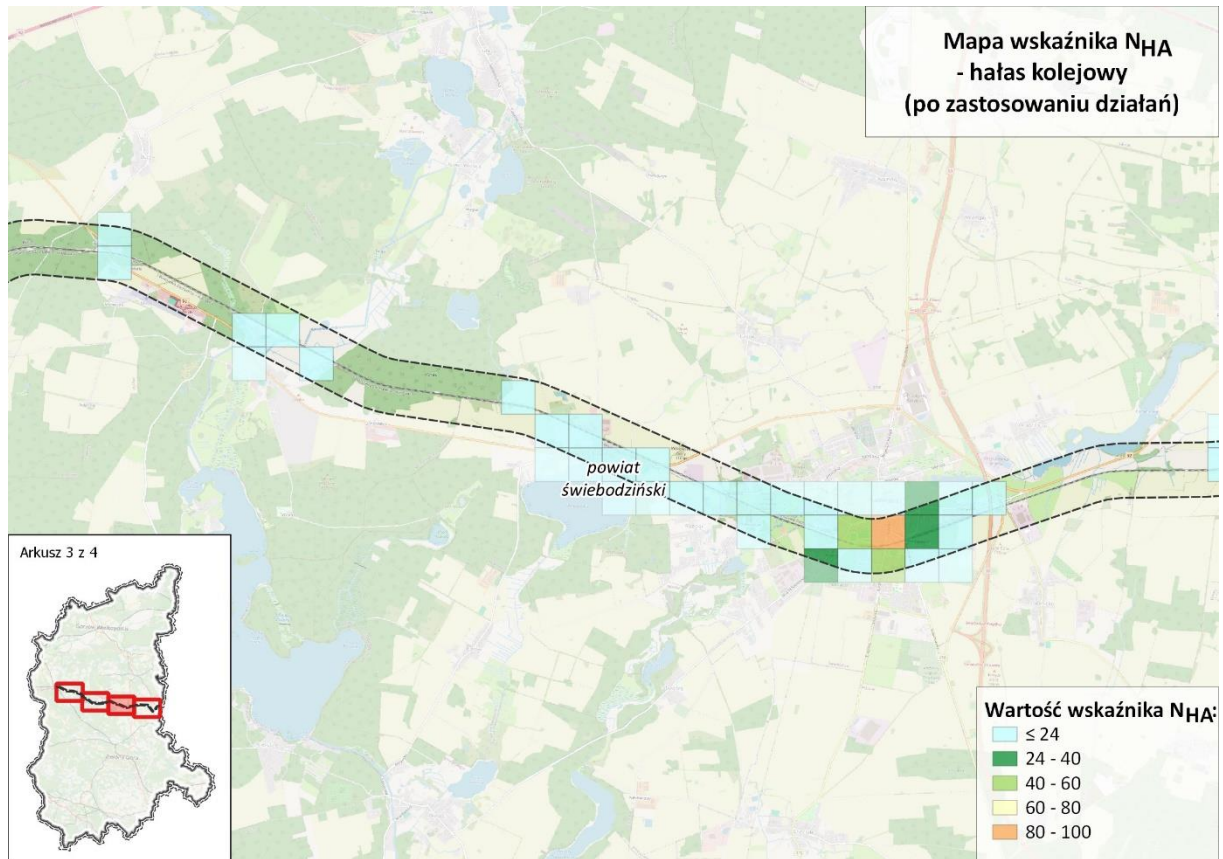 Mapa wskaźnika NHA
- hałas kolejowy
(po zastosowaniu działań)
powiat
świebodziński
Arkusz 3 z 4
Wartość wskaźnika NHA:
≤ 24
24 - 40
40 - 60
60 - 80
80 - 100